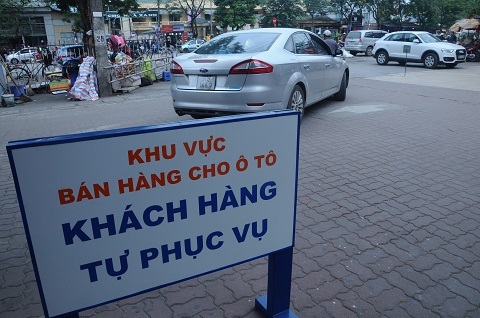 KHU VỰC
BÁN HÀNG CHO Ô TÔ
KHÁCH HÀNG
TỰ PHỤC VỤ